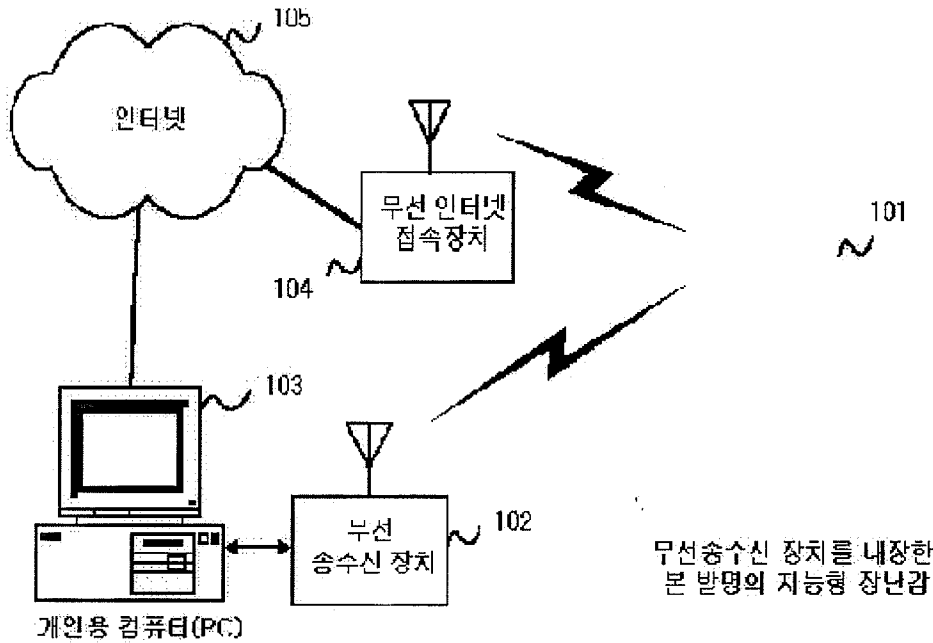 105
인터넷
무선 인터넷
접속장치
104
101
103
무선
송수신 장치
102
개인용 컴퓨터(PC)
무선송수신 장치를 내장한
본 발명의 지능형 장난감